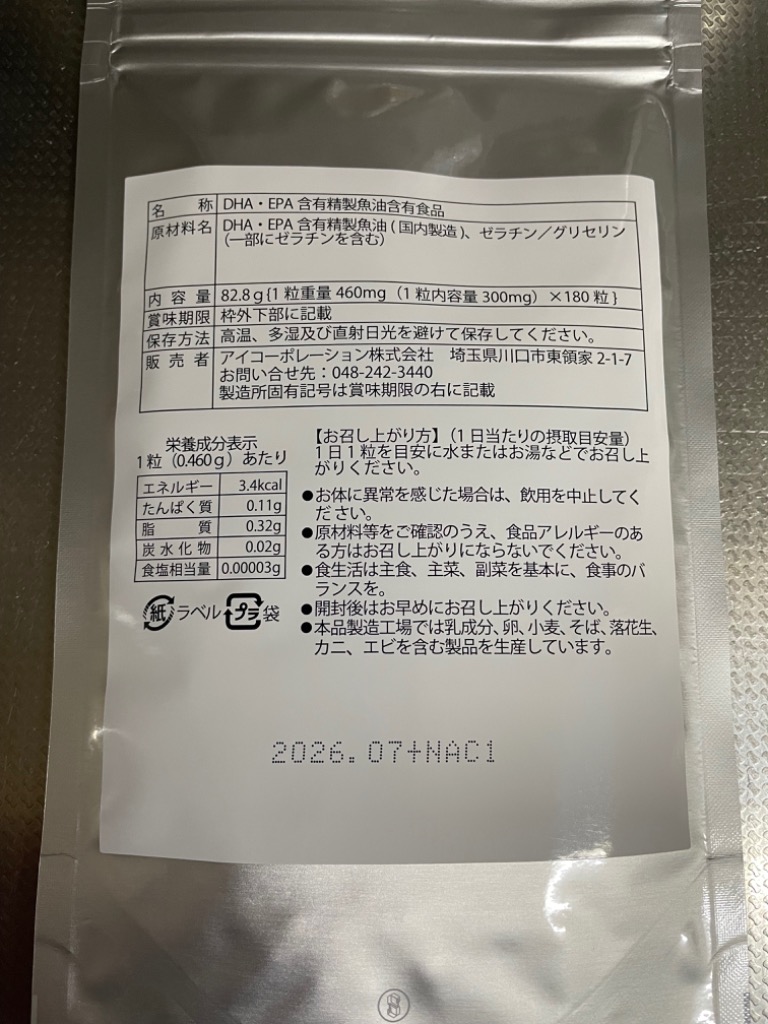 名称 DHA・EPA 含有精製魚油含有食品
原材料名 DHA・EPA 含有精製魚油(国内製造)、ゼラチン／グリセリン
(一部にゼラチンを含む)
内容量 82.8g{1粒重量 460mg（1粒内容量 300mg）×180粒}
賞味期限 枠外下部に記載
保存方法 高温、多湿及び直射日光を避けて保存してください。
販売者 アイコーポレーション株式会社 埼玉県川口市東領家 2-1-7
お問い合せ先：048-242-3440
製造所固有記号は賞味期限の右に記載
栄養成分表示
1粒（0.460g）あたり
エネルギー 3.4kcal
たんぱく質 0.11g
脂質 0.32g
炭水化物 0.02g
食塩相当量 0.00003g
紙 ラベル プラ 袋
【お召し上がり方】（1日当たりの摂取目安量）
1日1粒を目安に水またはお湯などでお召し上
がりください。
●お体に異常を感じた場合は、飲用を中止してく
ださい。
●原材料等をご確認のうえ、食品アレルギーのあ
る方はお召し上がりにならないでください。
●食生活は主食、主菜、副菜を基本に、食事のバ
ランスを。
●開封後はお早めにお召し上がりください。
●本品製造工場では乳成分、卵、小麦、そば、落花生、
カニ、エビを含む製品を生産しています。
2026.07+NAC1